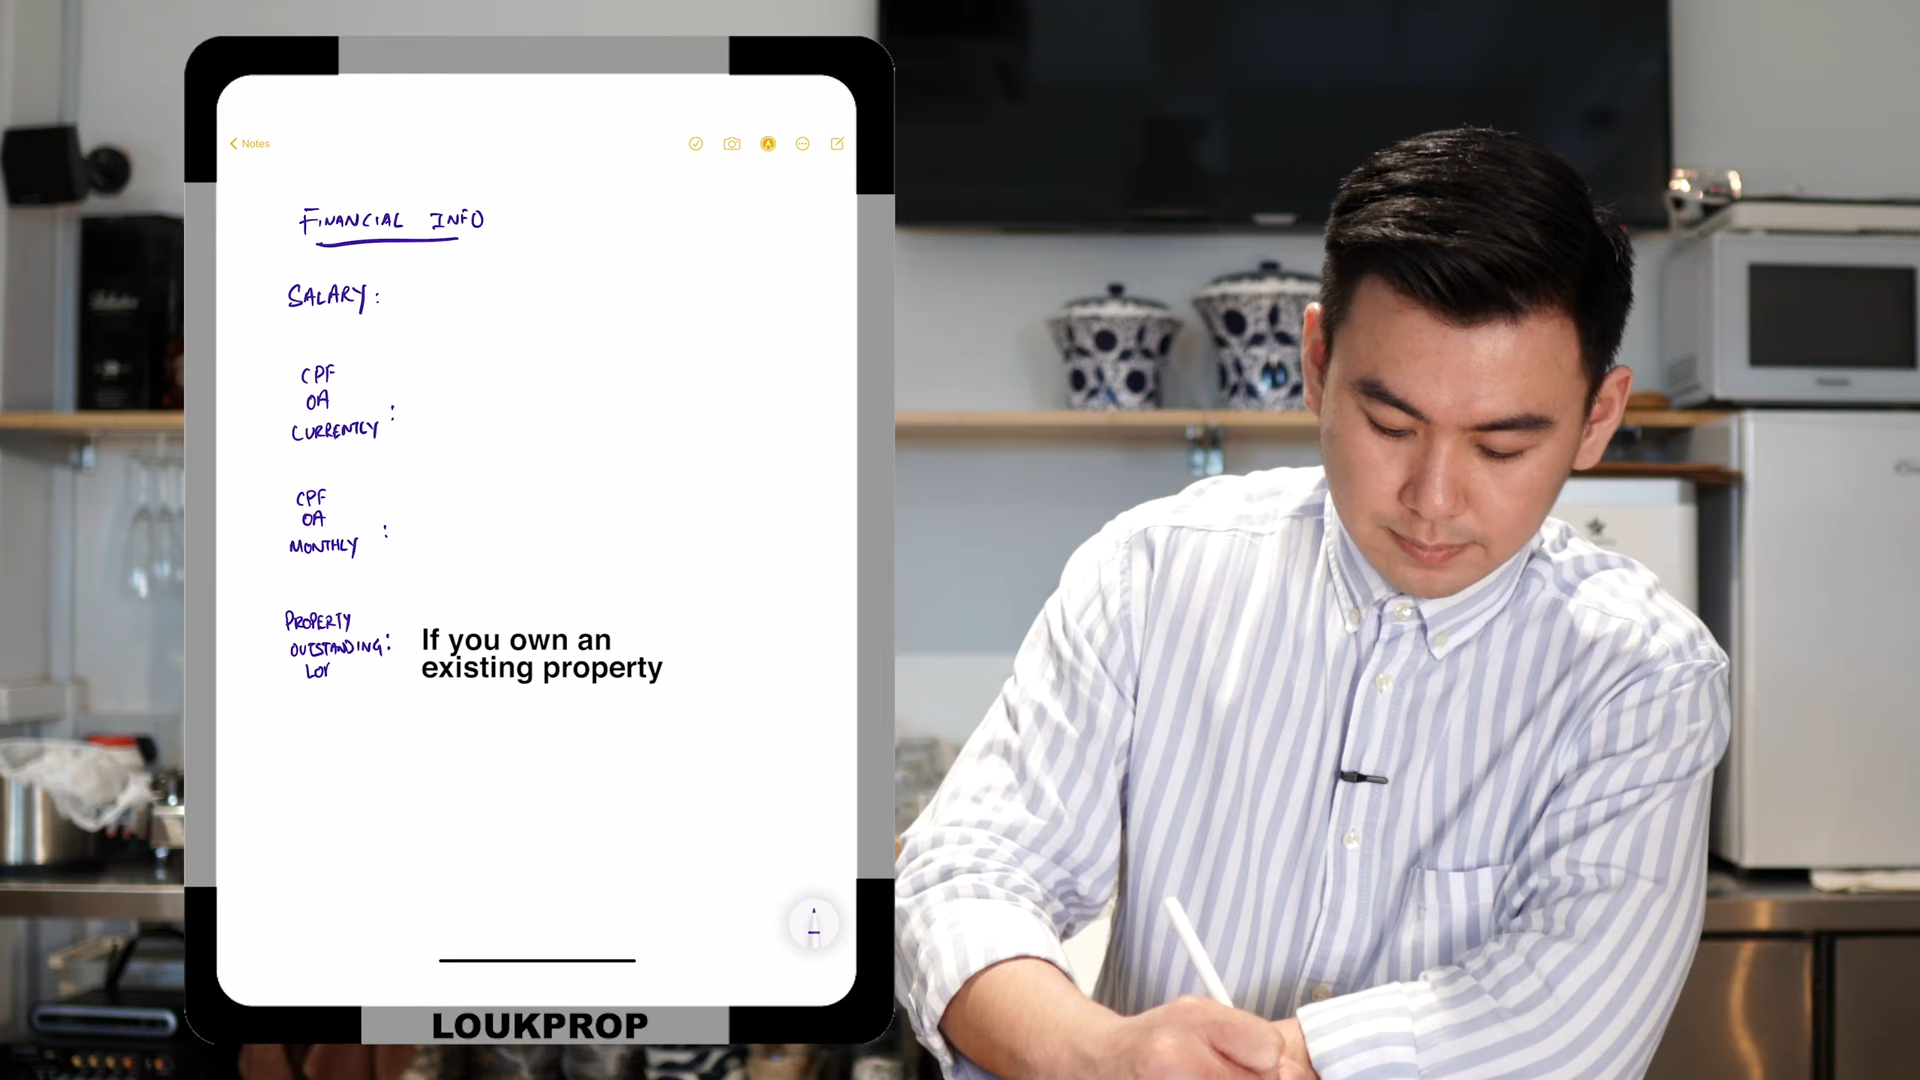 Notes
FINANCIAL INFO
SALARY:
CPF
OA
CURRENTLY :
CPF
OA
MONTHLY :
PROPERTY
OUTSTANDING:
LOr
If you own an
existing property
LOUKPROP